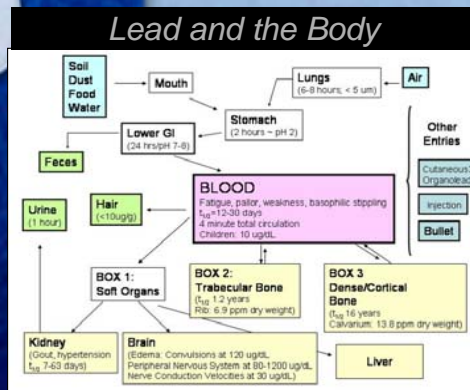 Lead and the Body
Soil
Dust
Food
Water
Mouth
Lungs
(6-8 hours; < 5 um)
Air
Stomach
(2 hours ~ pH 2)
Lower GI
(24 hrs/pH 7-8)
Feces
Other
Entries
Cutaneous:
Organolead
Injection
Bullet
BLOOD
Fatigue, pallor, weakness, basophilic stippling
t1/2=12-30 days
4 minute total circulation
Children: 10 ug/dL
Hair
(<10ug/g)
Urine
(1 hour)
BOX 1:
Soft Organs
BOX 2:
Trabecular Bone
(t1/2 1.2 years
Rib: 6.9 ppm dry weight)
BOX 3
Dense/Cortical
Bone
(t1/2 16 years
Calvarium: 13.8 ppm dry weight)
Kidney
(Gout, hypertension
t1/2 7-63 days)
Brain
(Edema: Convulsions at 120 ug/dL
Peripheral Nervous System at 80-1200 ug/dL
Nerve Conduction Velocities at 30 ug/dL)
Liver